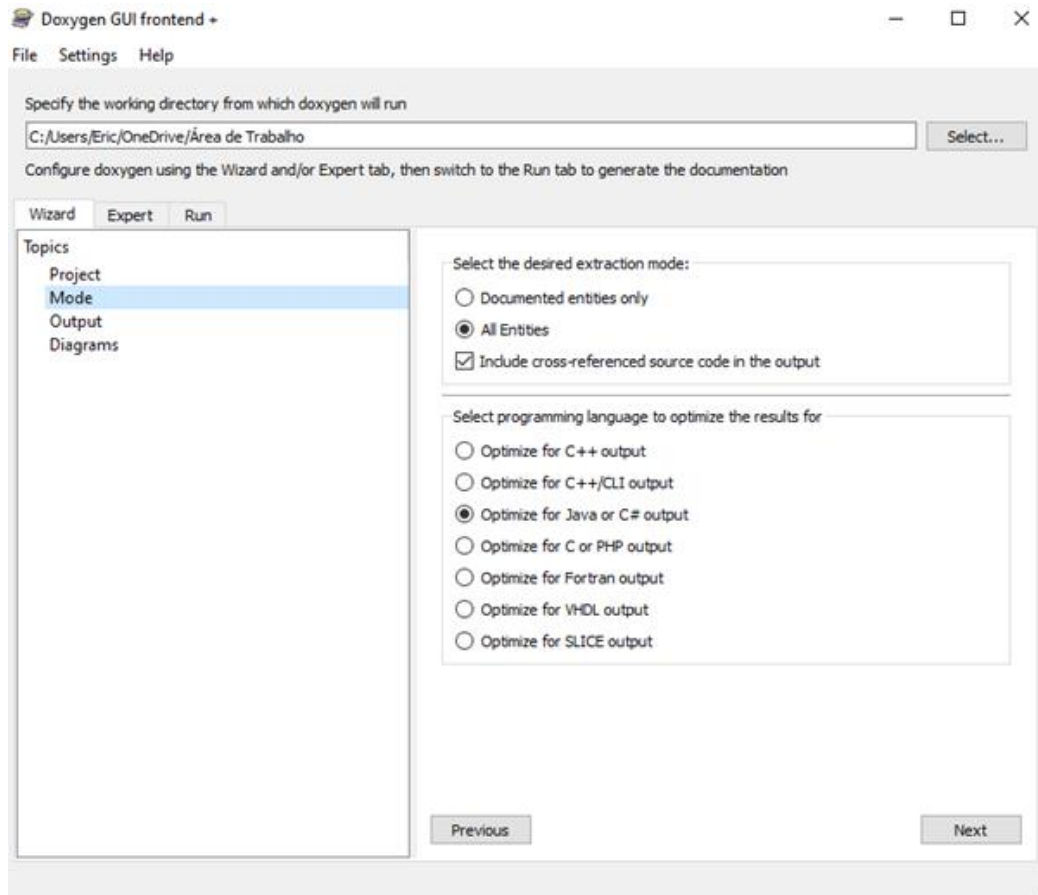 Doxygen GUI frontend +
File Settings Help
Specify the working directory from which doxygen will run
C:/Users/Eric/OneDrive/Área de Trabalho
Select...
Configure doxygen using the Wizard and/or Expert tab, then switch to the Run tab to generate the documentation
Wizard Expert Run
Topics
Project
Mode
Output
Diagrams
Select the desired extraction mode:
Documented entities only
All Entities
Include cross-referenced source code in the output
Select programming language to optimize the results for
Optimize for C++ output
Optimize for C++/CLI output
Optimize for Java or C# output
Optimize for C or PHP output
Optimize for Fortran output
Optimize for VHDL output
Optimize for SLICE output
Previous
Next